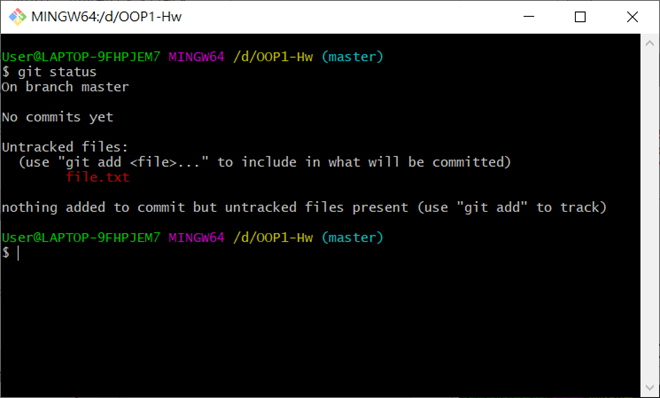 MINGW64:/d/OOP1-Hw
User@LAPTOP-9FHPJEM7 MINGW64 /d/OOP1-Hw (master)
$ git status
On branch master
No commits yet
Untracked files:
  (use "git add <file>..." to include in what will be committed)
        file.txt
nothing added to commit but untracked files present (use "git add" to track)
User@LAPTOP-9FHPJEM7 MINGW64 /d/OOP1-Hw (master)
$